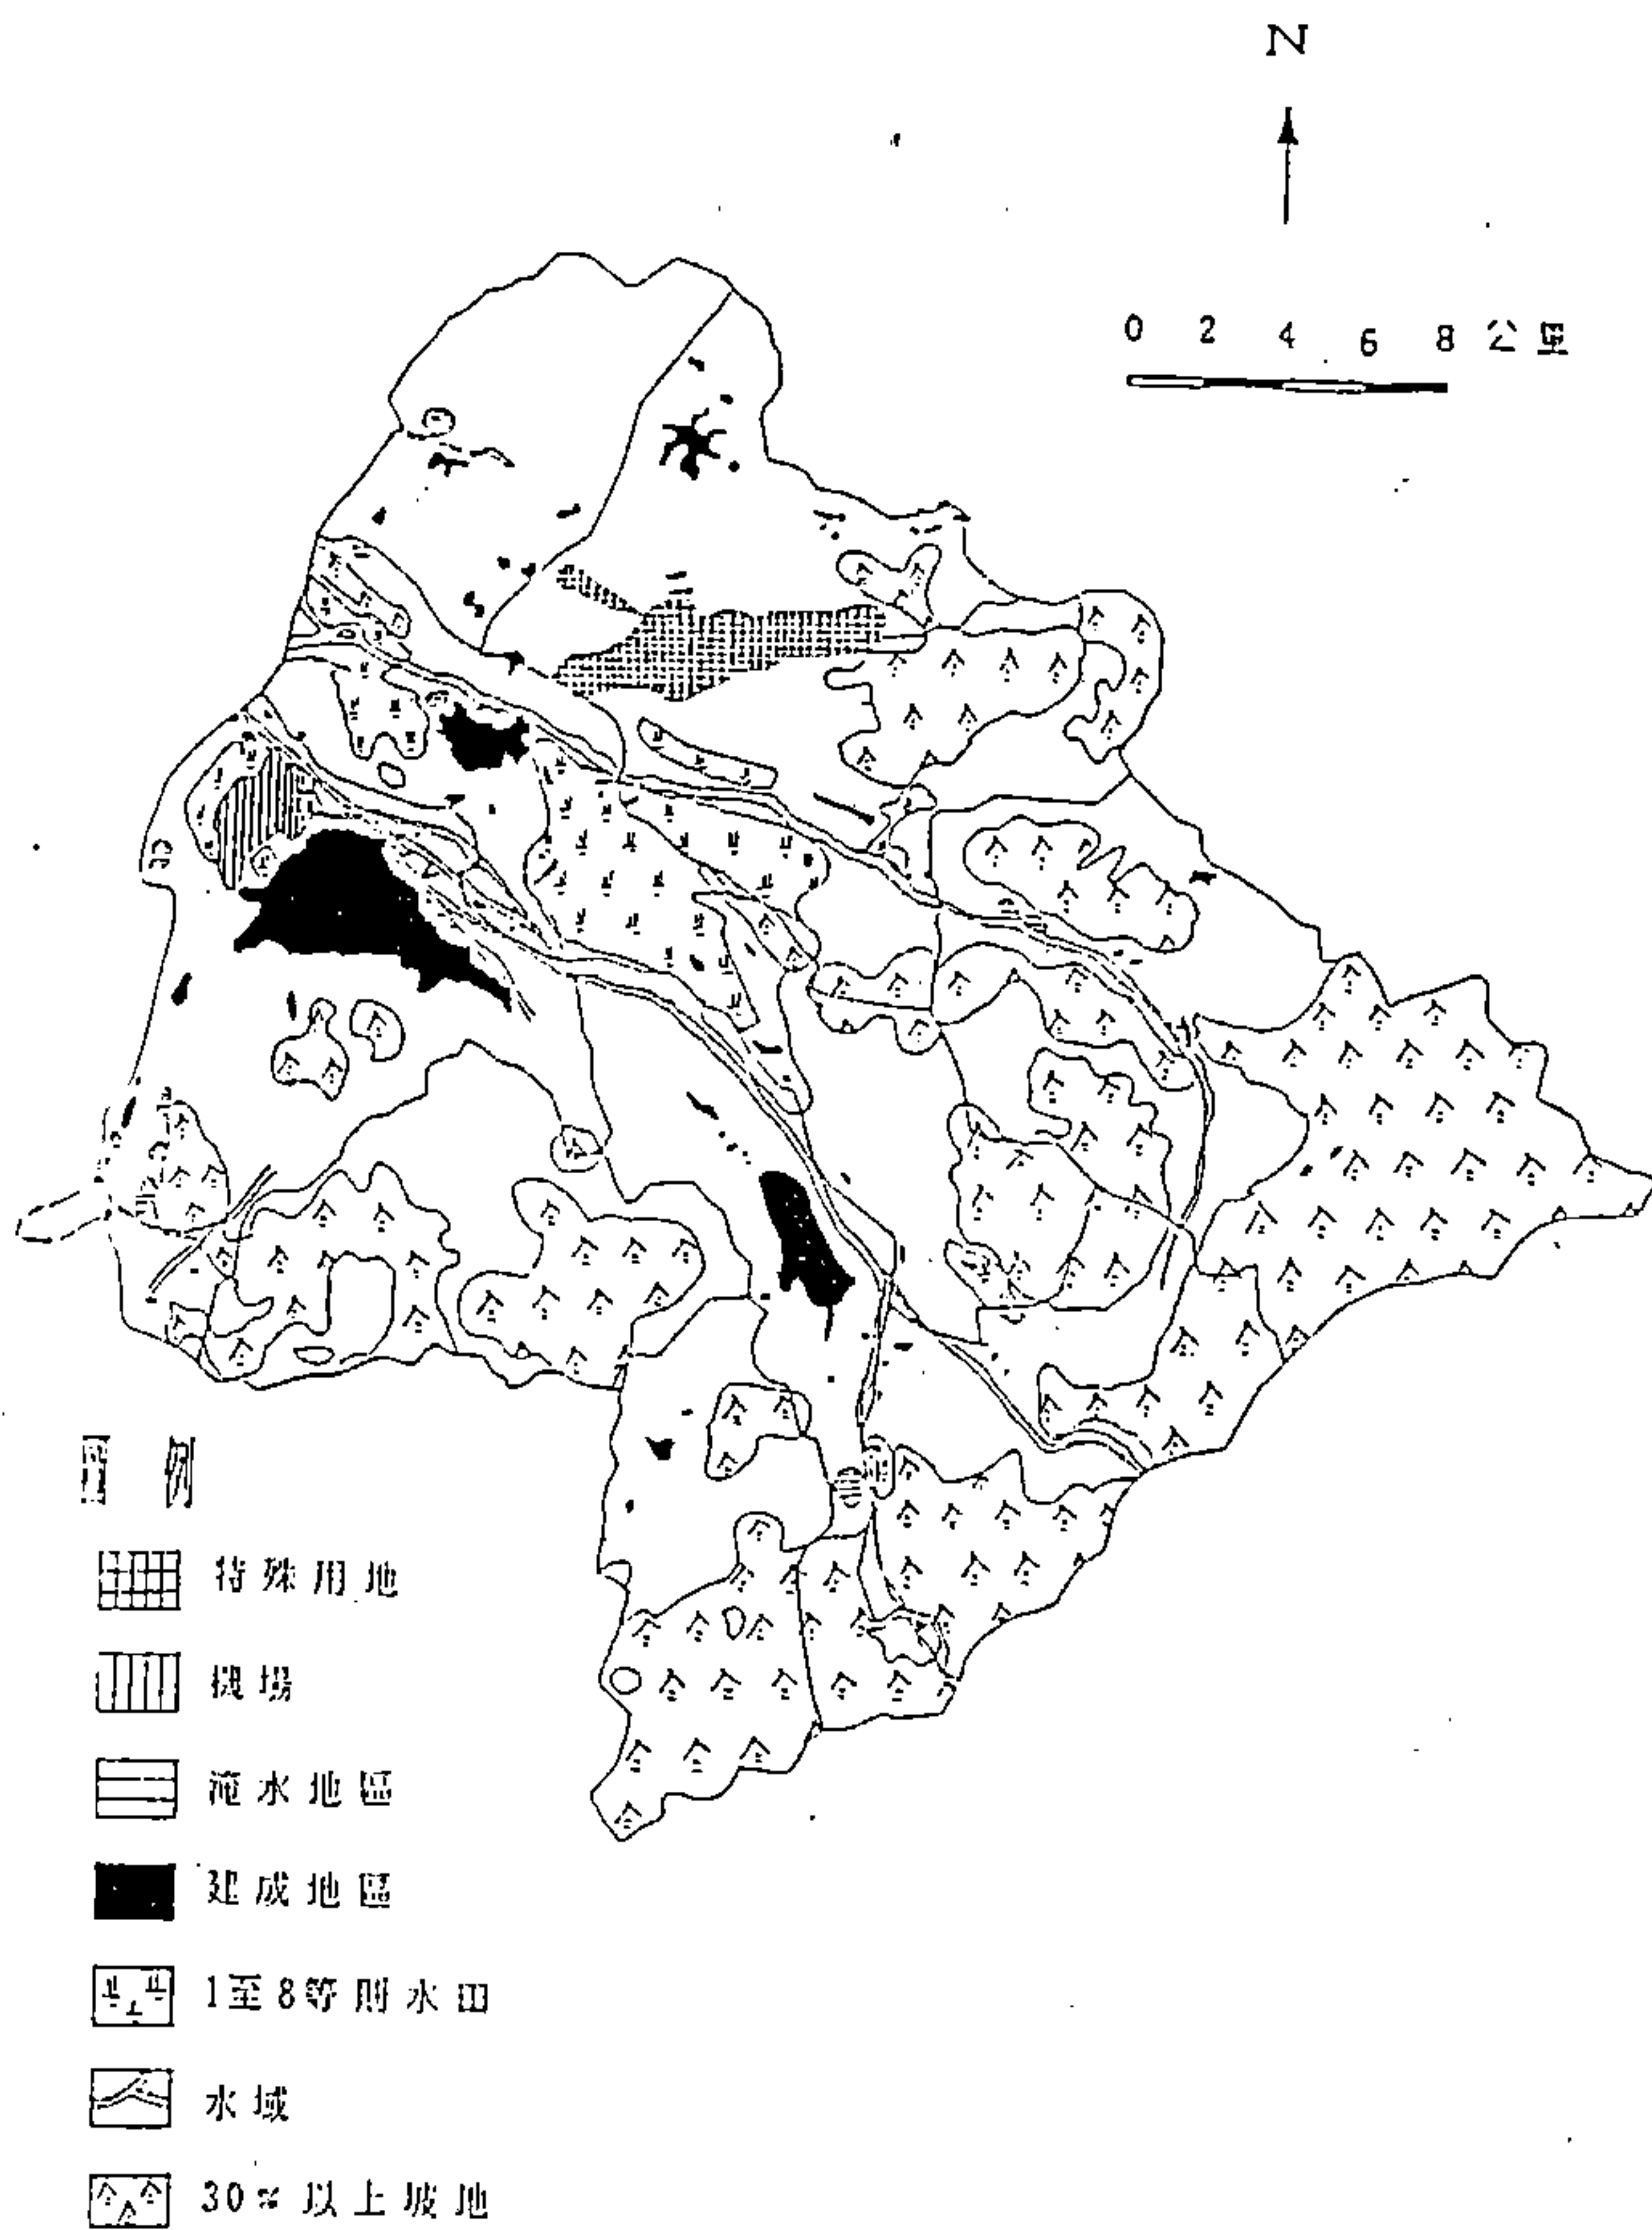 N
0 2 4 6 8 公里
圖例
特殊用地
機場
淹水地區
建成地區
1至8等則水田
水域
30%以上坡地